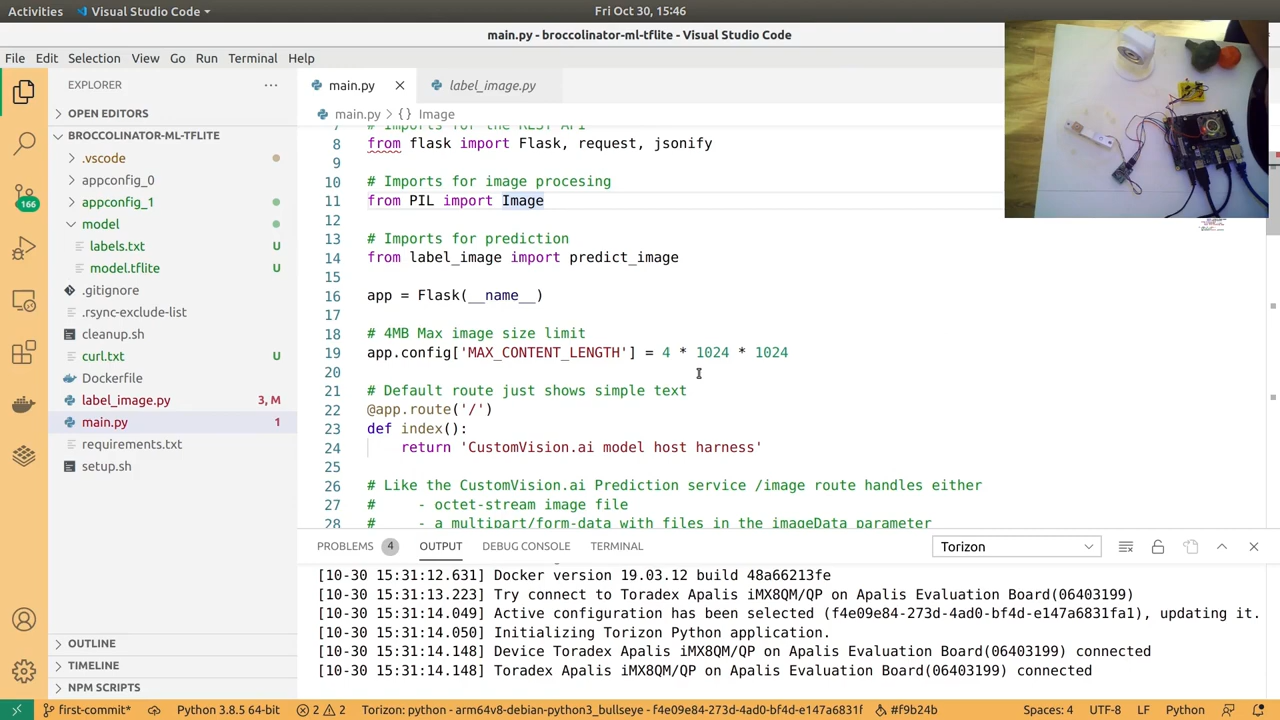 Activities Visual Studio Code Fri Oct 30, 15:46
main.py - broccolinator-ml-tflite - Visual Studio Code
File Edit Selection View Go Run Terminal Help
EXPLORER ··· main.py label_image.py
OPEN EDITORS
main.py > {} Image
BROCCOLINATOR-ML-TFLITE
.vscode
appconfig_0
appconfig_1
model
labels.txt U
model.tflite U
.gitignore
.rsync-exclude-list
cleanup.sh
curl.txt U
Dockerfile
label_image.py 3, M
main.py 1
requirements.txt
setup.sh
166
OUTLINE
TIMELINE
NPM SCRIPTS
7 # Imports for the REST API
8 from flask import Flask, request, jsonify
9
10 # Imports for image procesing
11 from PIL import Image
12
13 # Imports for prediction
14 from label_image import predict_image
15
16 app = Flask(__name__)
17
18 # 4MB Max image size limit
19 app.config['MAX_CONTENT_LENGTH'] = 4 * 1024 * 1024
20
21 # Default route just shows simple text
22 @app.route('/')
23 def index():
24 return 'CustomVision.ai model host harness'
25
26 # Like the CustomVision.ai Prediction service /image route handles either
27 # - octet-stream image file
28 # - a multipart/form-data with files in the imageData parameter
PROBLEMS 4 OUTPUT DEBUG CONSOLE TERMINAL Torizon
[10-30 15:31:12.631] Docker version 19.03.12 build 48a66213fe
[10-30 15:31:13.223] Try connect to Toradex Apalis iMX8QM/QP on Apalis Evaluation Board(06403199)
[10-30 15:31:14.049] Active configuration has been selected (f4e09e84-273d-4ad0-bf4d-e147a6831fa1), updating it.
[10-30 15:31:14.050] Initializing Torizon Python application.
[10-30 15:31:14.148] Device Toradex Apalis iMX8QM/QP on Apalis Evaluation Board(06403199) connected
[10-30 15:31:14.148] Toradex Apalis iMX8QM/QP on Apalis Evaluation Board(06403199) connected
first-commit* Python 3.8.5 64-bit 2 2 Torizon: python - arm64v8-debian-python3_bullseye - f4e09e84-273d-4ad0-bf4d-e147a6831fa1 #f9b24b Spaces: 4 UTF-8 LF Python